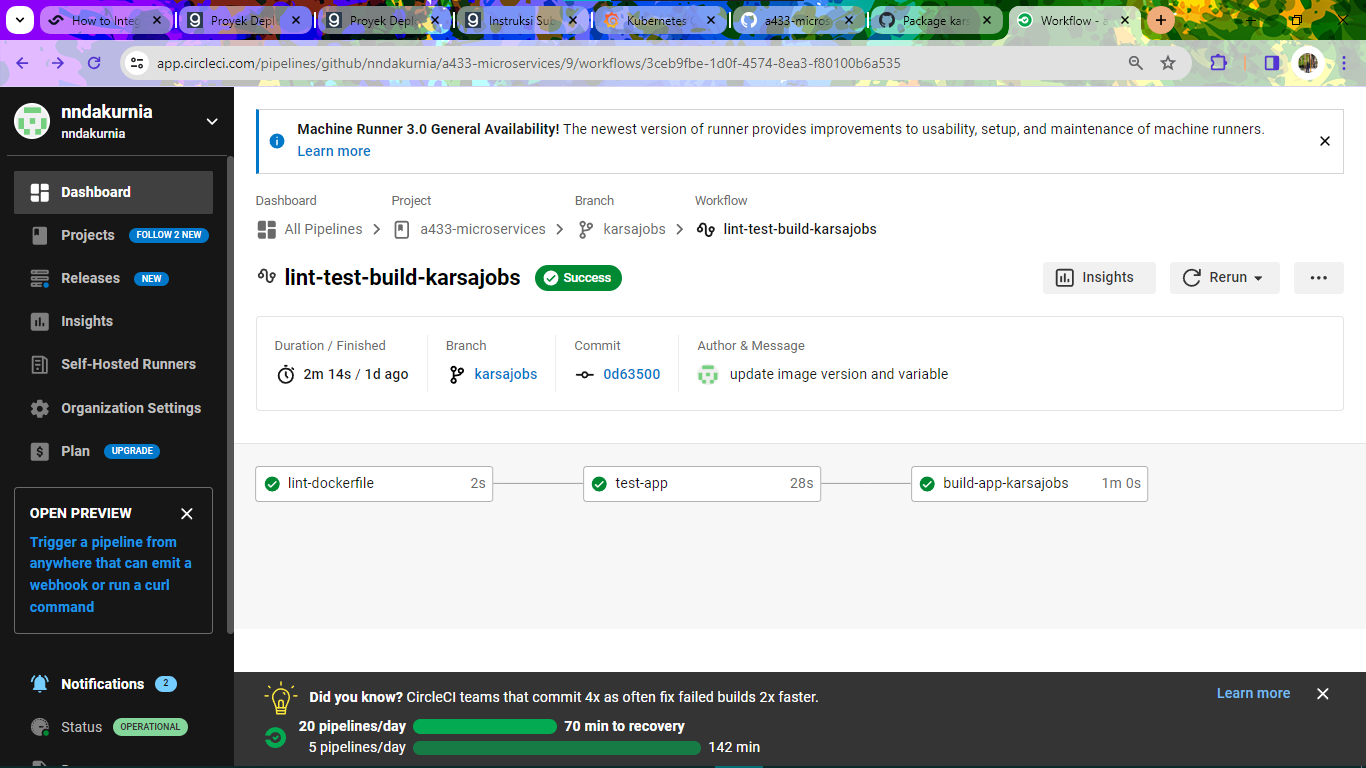 How to Inte
Proyek Depl
Proyek Depl
Instruksi Sub
Kubernetes
a433-micros
Package kars
Workflow - a
app.circleci.com/pipelines/github/nndakurnia/a433-microservices/9/workflows/3ceb9fbe-1d0f-4574-8ea3-f80100b6a535
nndakurnia
nndakurnia
Dashboard
Projects FOLLOW 2 NEW
Releases NEW
Insights
Self-Hosted Runners
Organization Settings
Plan UPGRADE
OPEN PREVIEW
Trigger a pipeline from
anywhere that can emit a
webhook or run a curl
command
Notifications 2
Status OPERATIONAL
Machine Runner 3.0 General Availability! The newest version of runner provides improvements to usability, setup, and maintenance of machine runners.
Learn more
Dashboard Project Branch Workflow
All Pipelines a433-microservices karsajobs lint-test-build-karsajobs
lint-test-build-karsajobs Success Insights Rerun
Duration / Finished Branch Commit Author & Message
2m 14s / 1d ago karsajobs 0d63500 update image version and variable
lint-dockerfile 2s test-app 28s build-app-karsajobs 1m 0s
Did you know? CircleCI teams that commit 4x as often fix failed builds 2x faster. Learn more
20 pipelines/day 70 min to recovery
5 pipelines/day 142 min